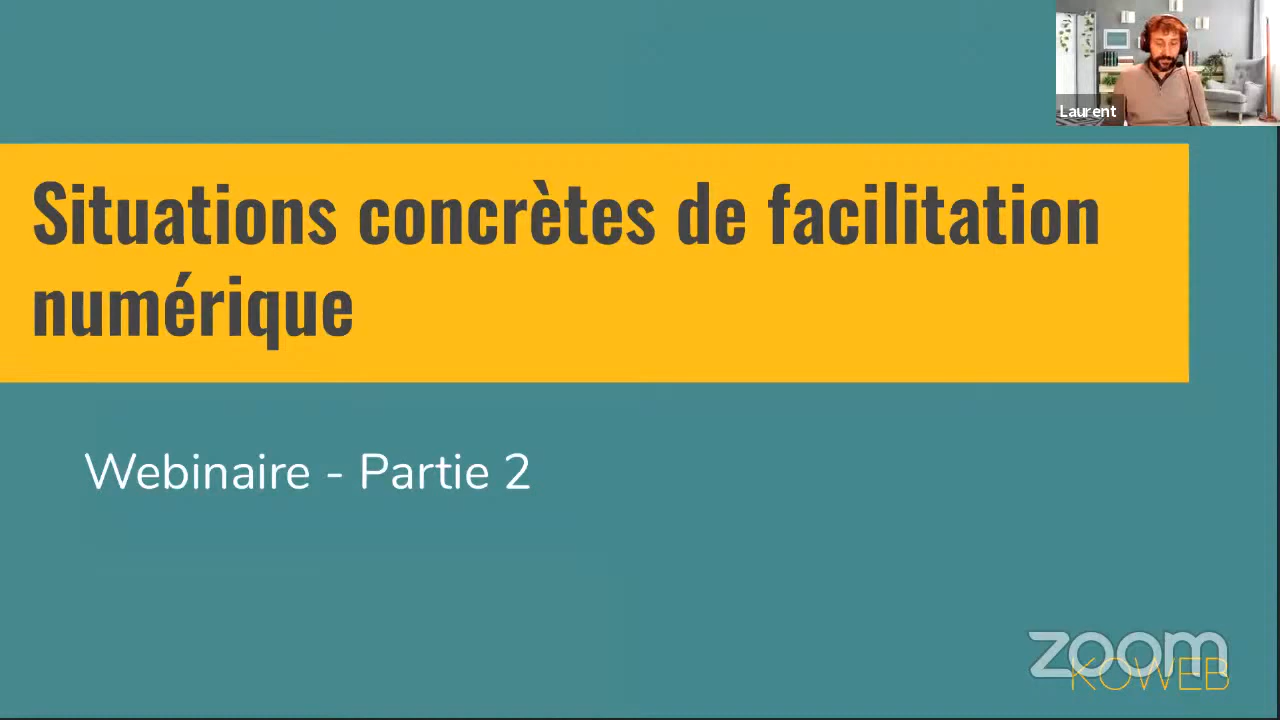 Laurent
Situations concrètes de facilitation
numérique
Webinaire - Partie 2
zoom
KOWEB